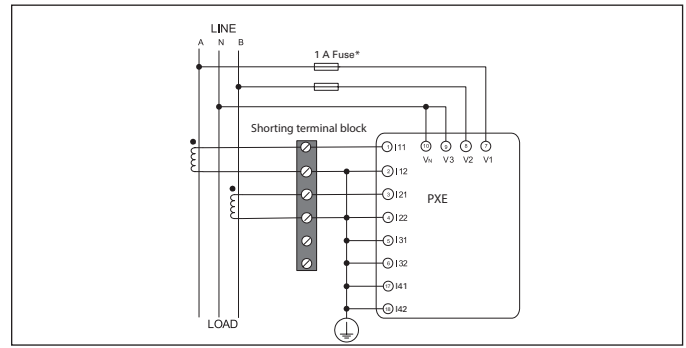 LINE
A N B
1 A Fuse*
Shorting terminal block
10 9 8 7
VN V3 V2 V1
1 I11
2 I12
3 I21
PXE
4 I22
5 I31
6 I32
17 I41
18 I42
LOAD